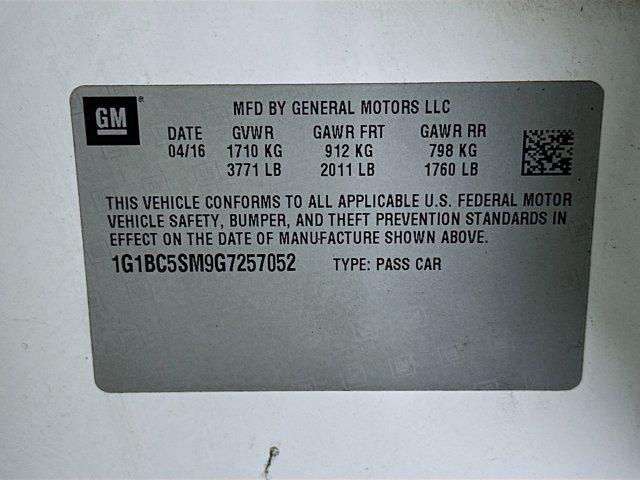 GM ®
MFD BY GENERAL MOTORS LLC
DATE GVWR GAWR FRT GAWR RR
04/16 1710 KG 912 KG 798 KG
3771 LB 2011 LB 1760 LB
THIS VEHICLE CONFORMS TO ALL APPLICABLE U.S. FEDERAL MOTOR
VEHICLE SAFETY, BUMPER, AND THEFT PREVENTION STANDARDS IN
EFFECT ON THE DATE OF MANUFACTURE SHOWN ABOVE.
1G1BC5SM9G7257052 TYPE: PASS CAR